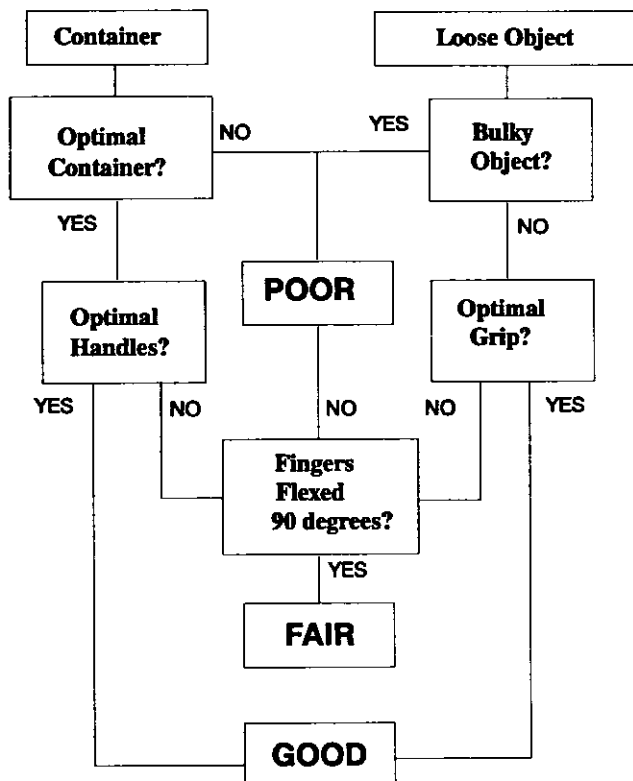 Container
Loose Object
Optimal
Container?
NO
YES
Bulky
Object?
YES
NO
Optimal
Handles?
POOR
Optimal
Grip?
YES
NO
NO
NO
YES
Fingers
Flexed
90 degrees?
YES
FAIR
GOOD